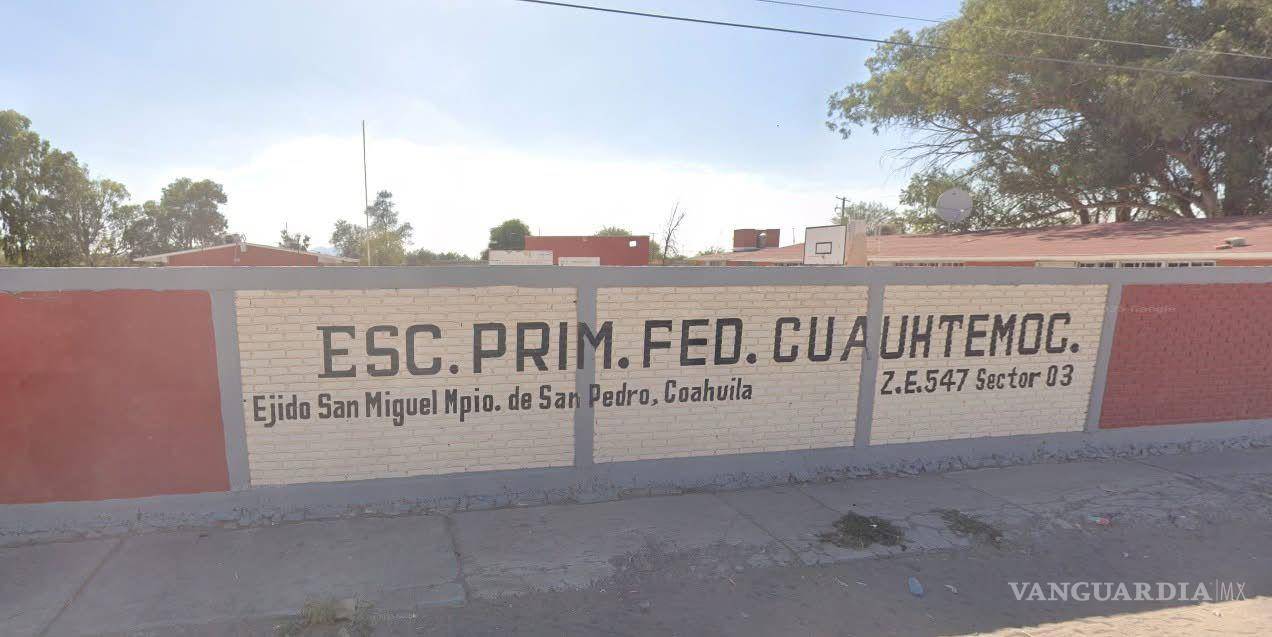 ESC. PRIM. FED. CUAUHTEMOC.
Ejido San Miguel Mpio. de San Pedro, Coahuila
Z.E.547 Sector 03
VANGUARDIA|MX